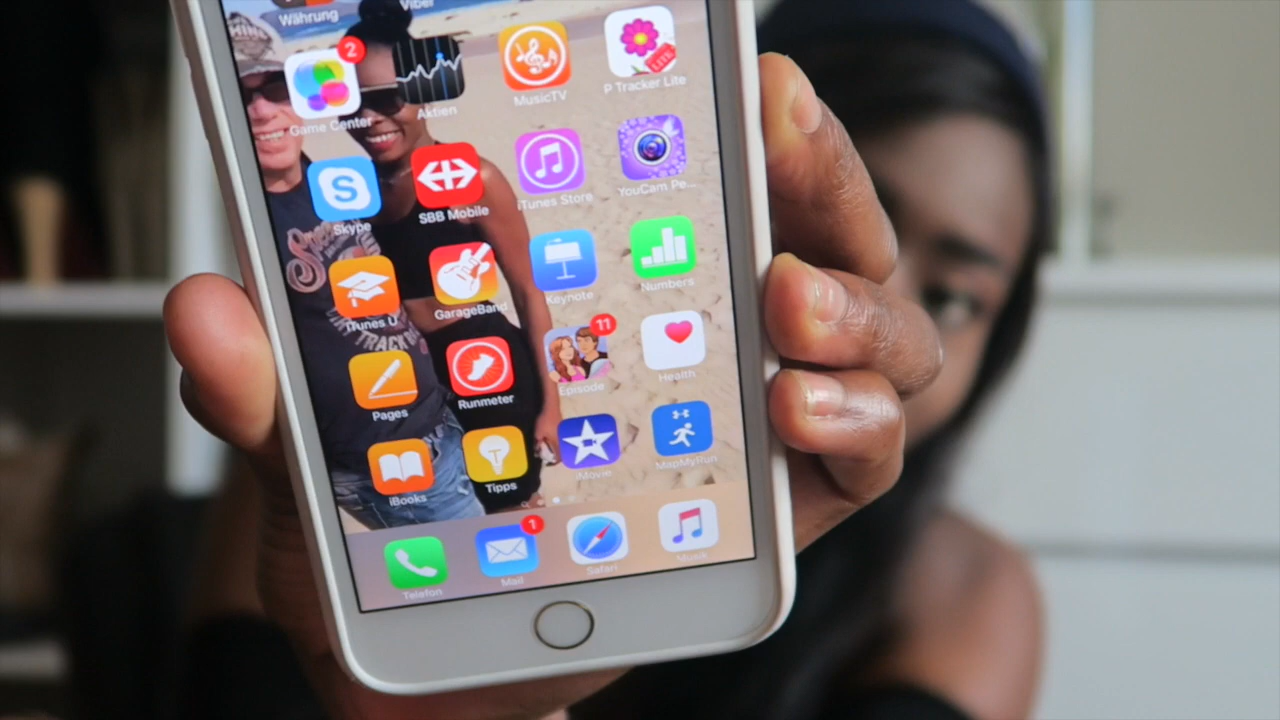 Währung
Viber
2
Game Center
Aktien
MusicTV
LITE
P Tracker Lite
S
Skype
SBB Mobile
iTunes Store
YouCam Pe...
iTunes U
GarageBand
Keynote
Numbers
11
Pages
Runmeter
Episode
Health
iBooks
Tipps
iMovie
MapMyRun
1
Telefon
Mail
Safari
Musik